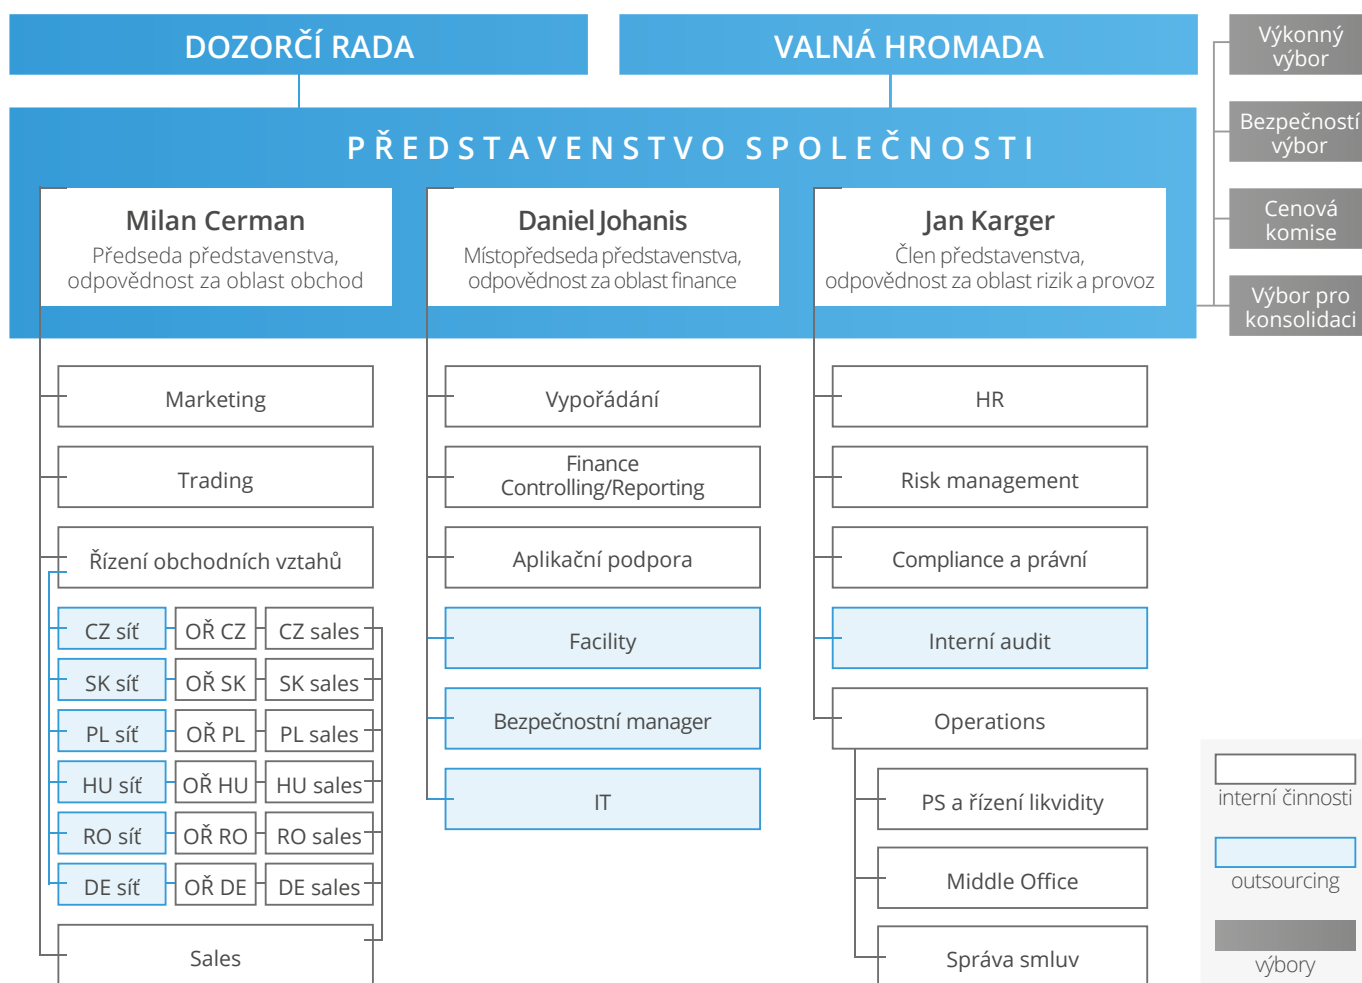 DOZORČÍ RADA
VALNÁ HROMADA
Výkonný
výbor
Bezpečností
výbor
Cenová
komise
Výbor pro
konsolidaci
PŘEDSTAVENSTVO SPOLEČNOSTI
Milan Cerman
Předseda představenstva,
odpovědnost za oblast obchod
Daniel Johanis
Místopředseda představenstva,
odpovědnost za oblast finance
Jan Karger
Člen představenstva,
odpovědnost za oblast rizik a provoz
Marketing
Trading
Řízení obchodních vztahů
CZ síť
OŘ CZ
CZ sales
SK síť
OŘ SK
SK sales
PL síť
OŘ PL
PL sales
HU síť
OŘ HU
HU sales
RO síť
OŘ RO
RO sales
DE síť
OŘ DE
DE sales
Sales
Vypořádání
Finance
Controlling/Reporting
Aplikační podpora
Facility
Bezpečnostní manager
IT
HR
Risk management
Compliance a právní
Interní audit
Operations
PS a řízení likvidity
Middle Office
Správa smluv
interní činnosti
outsourcing
výbory